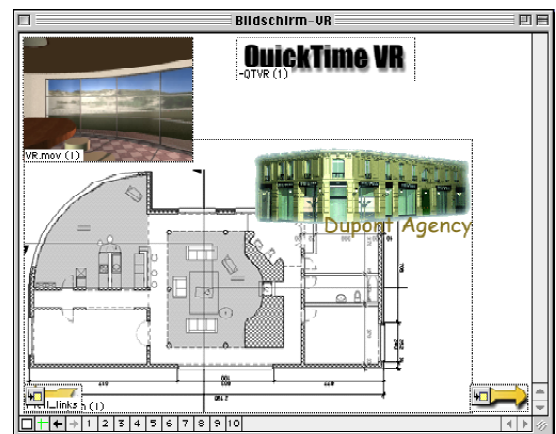 Bildschirm-VR
QuickTime VR
-QTVR (1)
VR.mov (1)
Dupont Agency
1 2 3 4 5 6 7 8 9 10